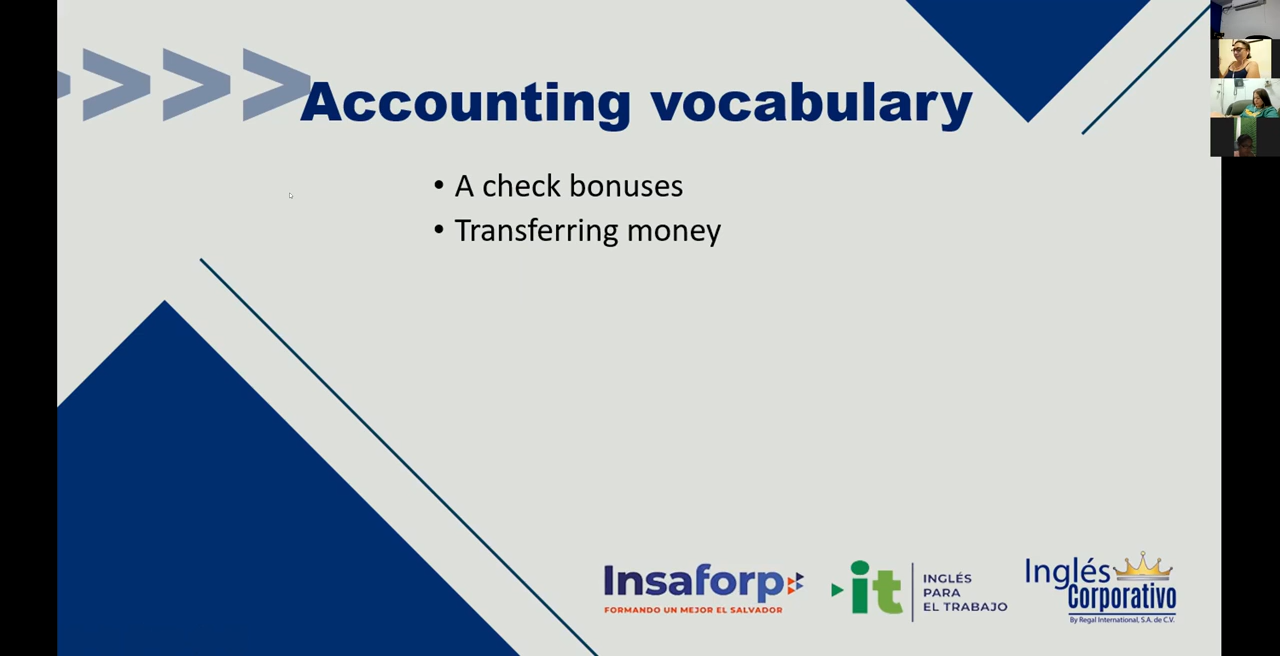 Accounting vocabulary
• A check bonuses
• Transferring money
Insaforp
FORMANDO UN MEJOR EL SALVADOR
it
INGLÉS
PARA
EL TRABAJO
Inglés
Corporativo
By Regal International, S.A. de C.V.